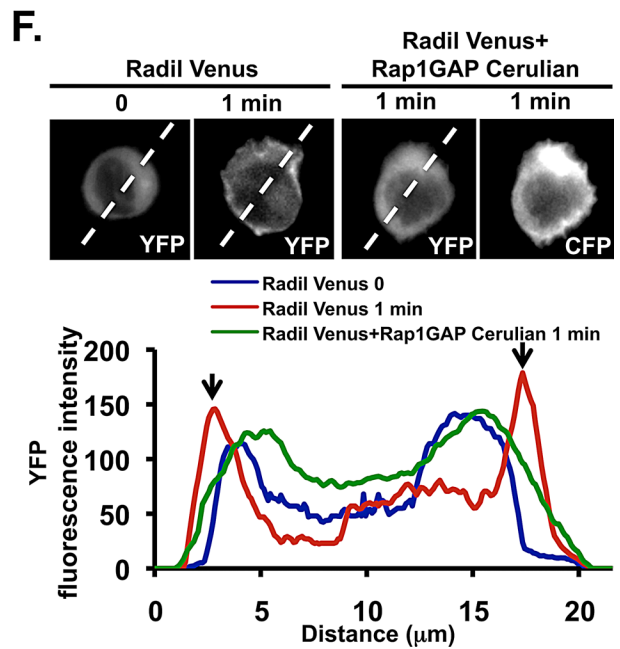 F.
Radil Venus
Radil Venus+
Rap1GAP Cerulian
0
1 min
1 min
1 min
YFP
YFP
YFP
CFP
Radil Venus 0
Radil Venus 1 min
Radil Venus+Rap1GAP Cerulian 1 min
YFP
fluorescence intensity
200
150
100
50
0
0
5
10
15
20
Distance (μm)